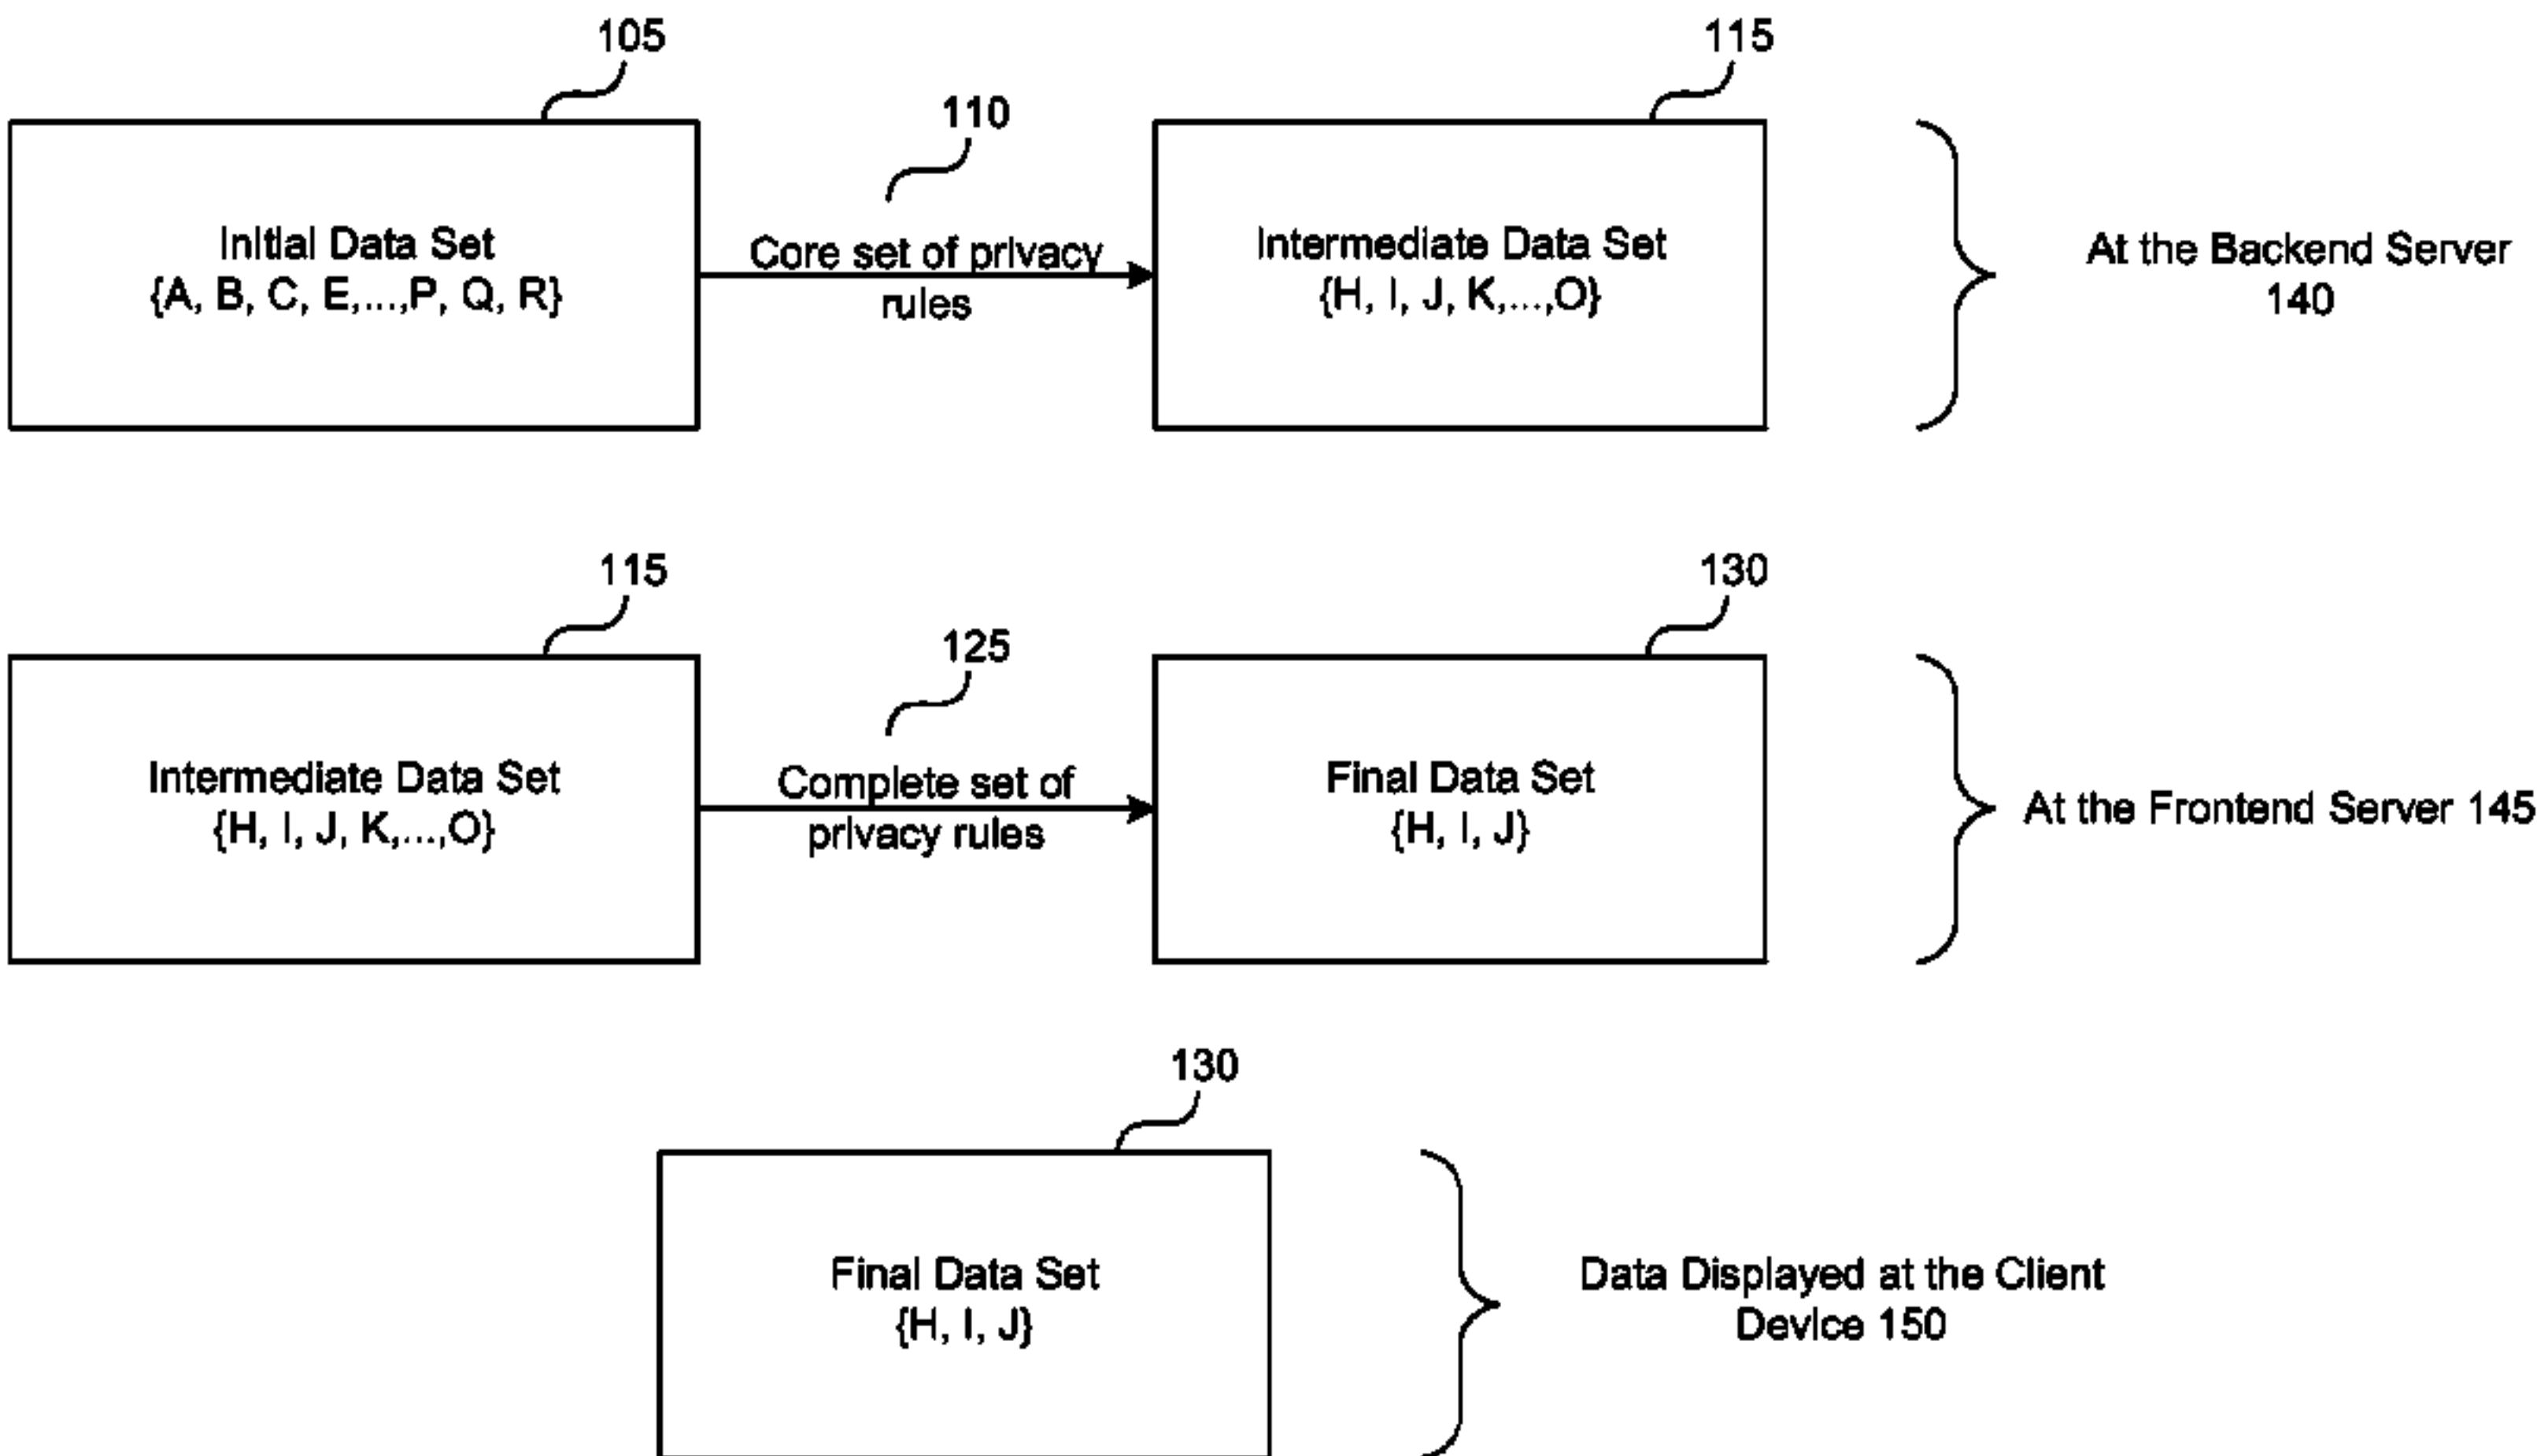 105
115
110
Initial Data Set
{A, B, C, E,...,P, Q, R}
Core set of privacy
rules
Intermediate Data Set
{H, I, J, K,...,O}
At the Backend Server
140
115
130
125
Intermediate Data Set
{H, I, J, K,...,O}
Complete set of
privacy rules
Final Data Set
{H, I, J}
At the Frontend Server 145
130
Final Data Set
{H, I, J}
Data Displayed at the Client
Device 150